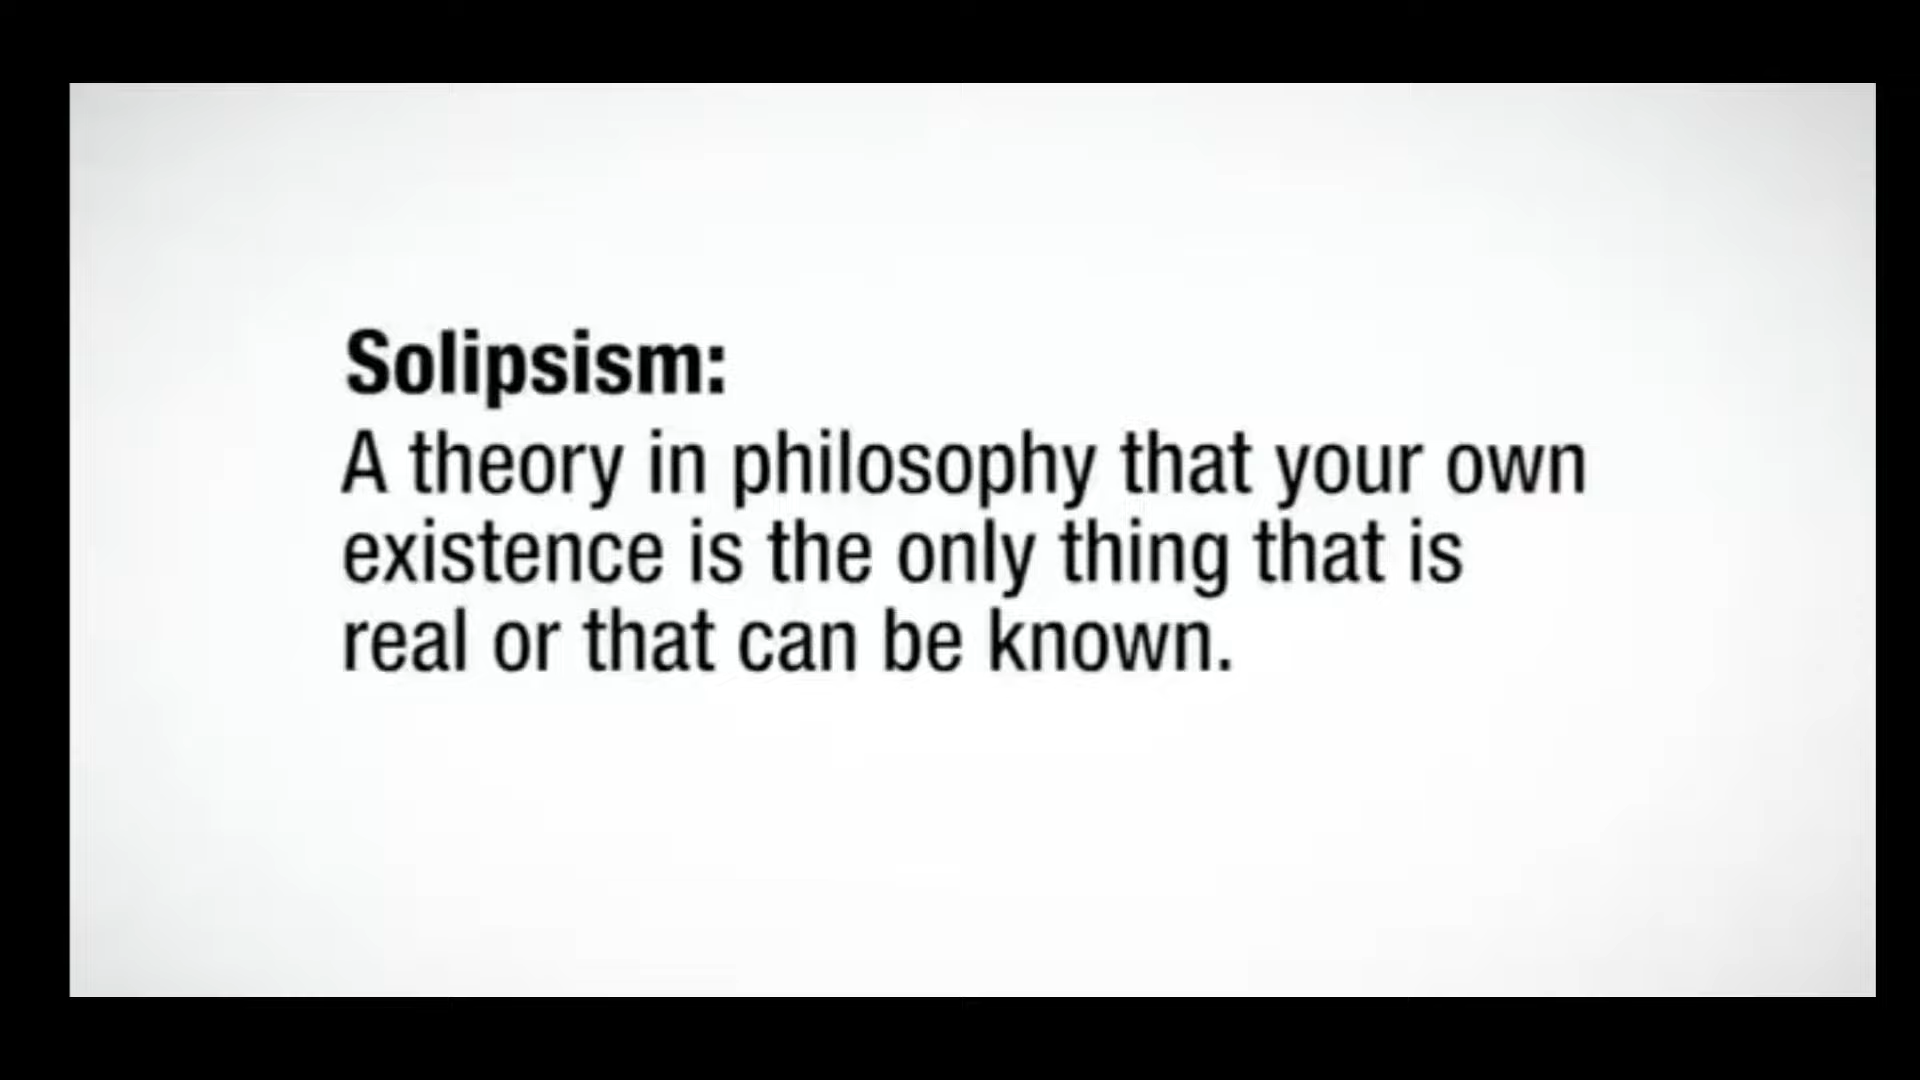 Solipsism:
A theory in philosophy that your own
existence is the only thing that is
real or that can be known.